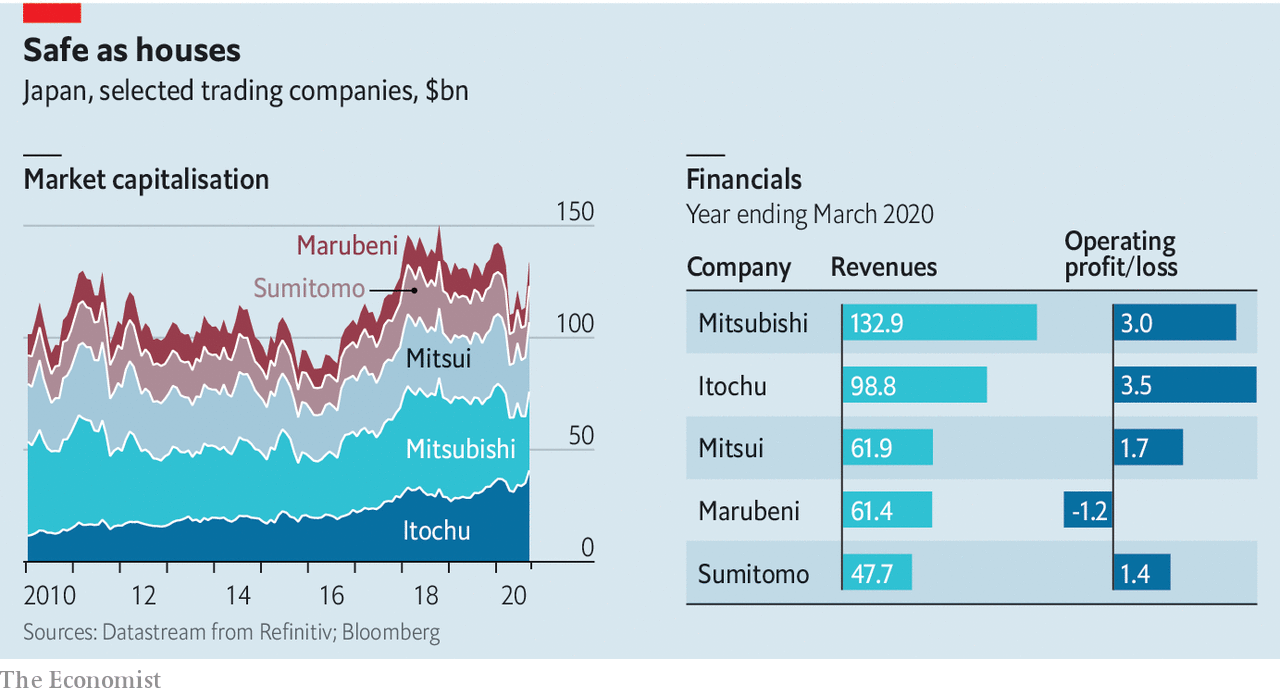 Safe as houses
Japan, selected trading companies, $bn
Market capitalisation
150
100
50
0
Marubeni
Sumitomo
Mitsui
Mitsubishi
Itochu
2010 12 14 16 18 20
Financials
Year ending March 2020
Company Revenues Operating profit/loss
Mitsubishi 132.9 3.0
Itochu 98.8 3.5
Mitsui 61.9 1.7
Marubeni 61.4 -1.2
Sumitomo 47.7 1.4
Sources: Datastream from Refinitiv; Bloomberg
The Economist